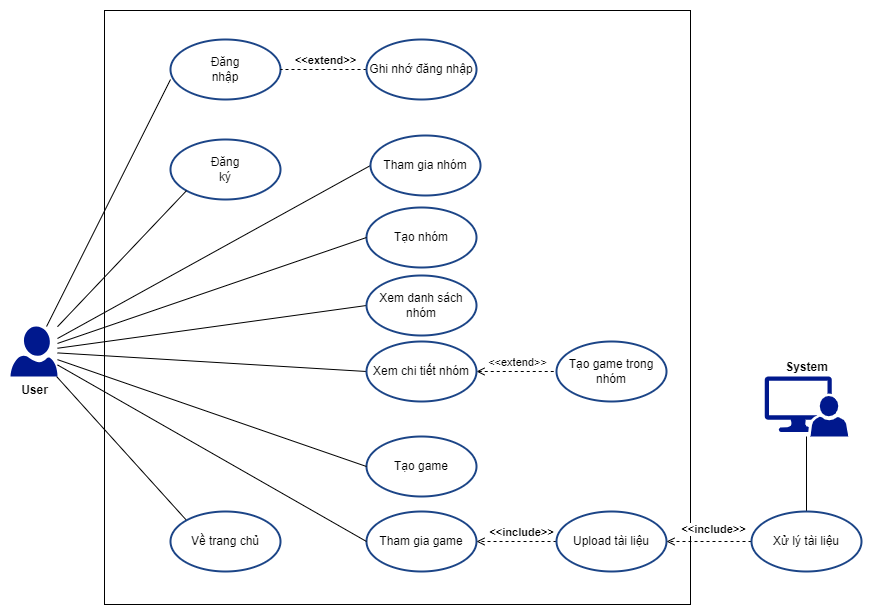 Đăng
nhập
<<extend>>
Ghi nhớ đăng nhập
Đăng
ký
Tham gia nhóm
Tạo nhóm
Xem danh sách
nhóm
Xem chi tiết nhóm
<<extend>>
Tạo game trong
nhóm
System
User
Tạo game
Về trang chủ
Tham gia game
<<include>>
Upload tài liệu
<<include>>
Xử lý tài liệu